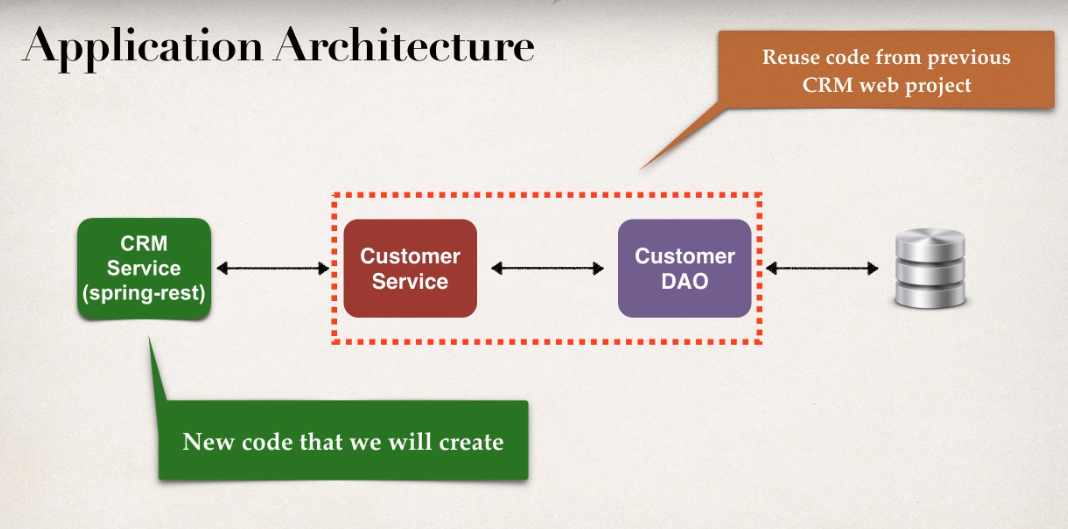 Application Architecture
Reuse code from previous
CRM web project
CRM
Service
(spring-rest)
Customer
Service
Customer
DAO
New code that we will create